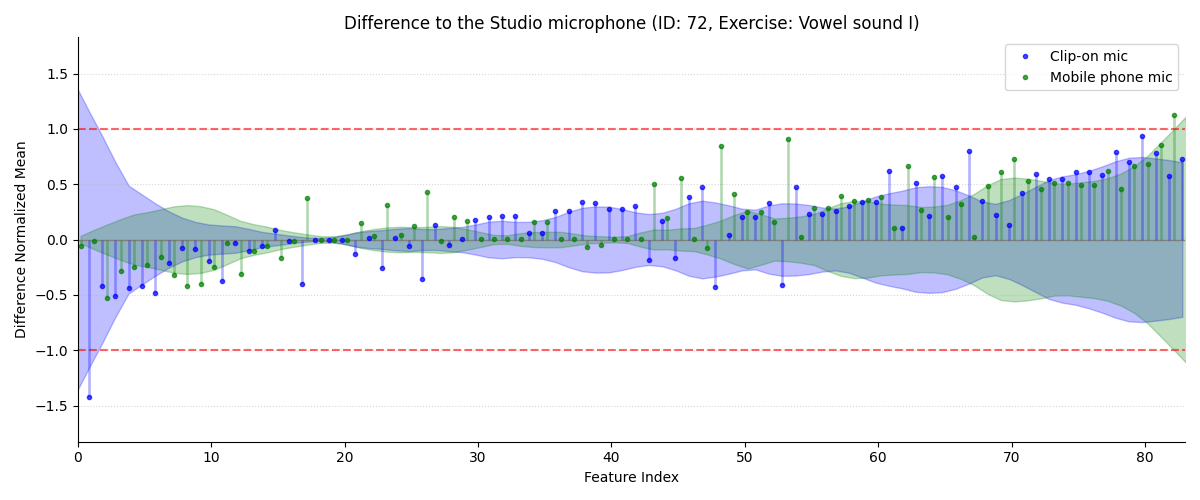 Difference to the Studio microphone (ID: 72, Exercise: Vowel sound I)
Clip-on mic
Mobile phone mic
Difference Normalized Mean
1.5
1.0
0.5
0.0
−0.5
−1.0
−1.5
0 10 20 30 40 50 60 70 80
Feature Index